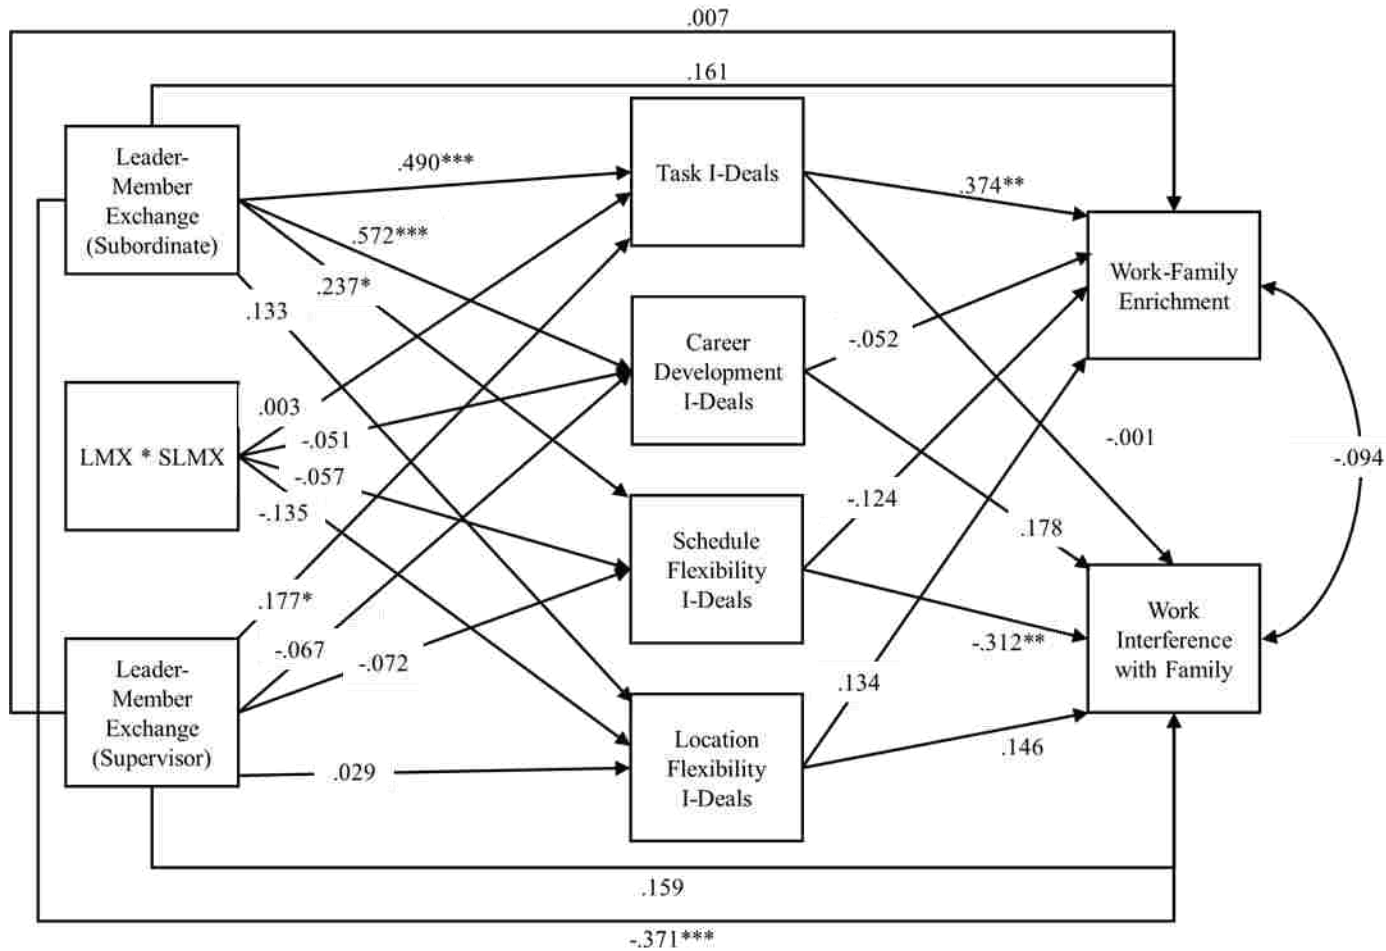 .007
.161
Leader-
Member
Exchange
(Subordinate)
.490***
.572***
.237*
.133
Task I-Deals
.374**
Work-Family
Enrichment
Career
Development
I-Deals
-.052
LMX * SLMX
.003
-.051
-.057
-.135
-.001
-.094
-.124
.178
Schedule
Flexibility
I-Deals
-.312**
Work
Interference
with Family
.177*
-.067
-.072
Leader-
Member
Exchange
(Supervisor)
.029
.134
Location
Flexibility
I-Deals
.146
.159
-.371***